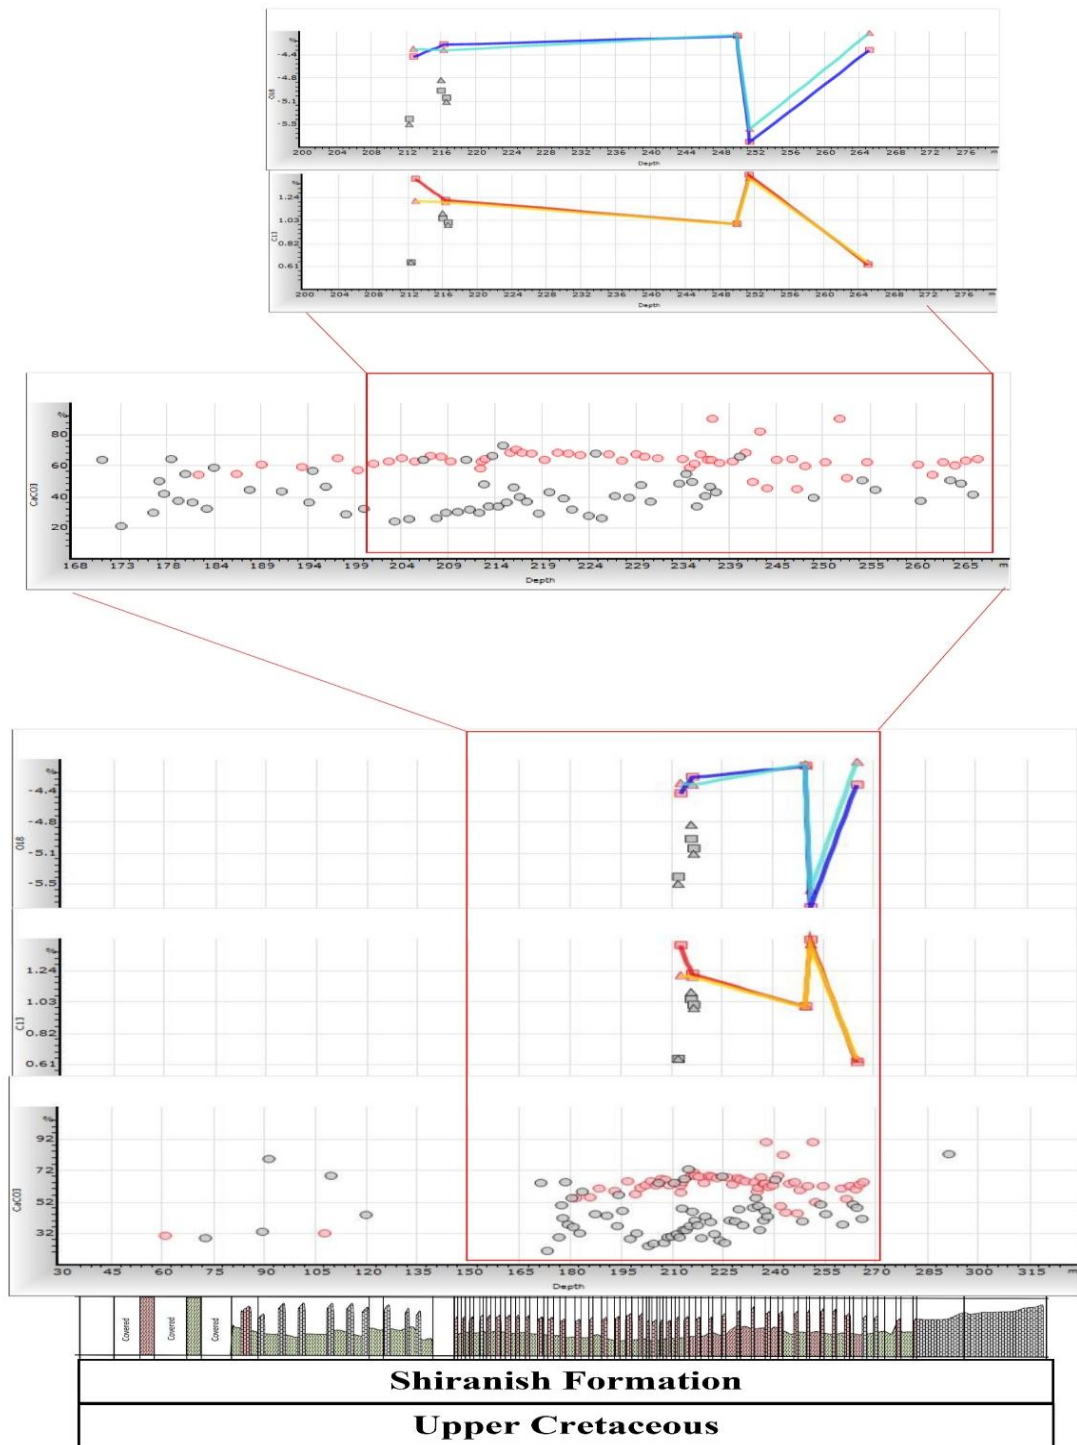 %
-4.4
-4.8
-5.1
-5.5
O18
200 204 208 212 216 220 224 228 232 236 240 244 248 252 256 260 264 268 272 276 m
Depth
%
1.24
1.03
0.82
0.61
C13
200 204 208 212 216 220 224 228 232 236 240 244 248 252 256 260 264 268 272 276 m
Depth
%
80
60
40
20
CaCO3
168 173 178 184 189 194 199 204 209 214 219 224 229 234 239 245 250 255 260 265 m
Depth
%
-4.4
-4.8
-5.1
-5.5
O18
%
1.24
1.03
0.82
0.61
C13
%
92
72
52
32
CaCO3
30 45 60 75 90 105 120 135 150 165 180 195 210 225 240 255 270 285 300 315 m
Depth
Covered Covered Covered
Shiranish Formation
Upper Cretaceous